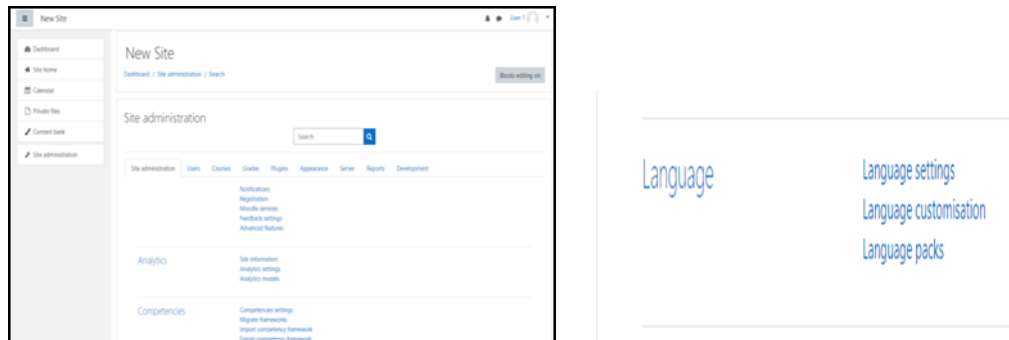 New Site
User 1
Dashboard
Site home
Calendar
Private files
Content bank
Site administration
New Site
Dashboard / Site administration / Search
Blocks editing on
Site administration
Search
Site administration Users Courses Grades Plugins Appearance Server Reports Development
Notifications
Registration
Moodle services
Feedback settings
Advanced features
Analytics
Site information
Analytics settings
Analytics models
Competencies
Competencies settings
Migrate frameworks
Import competency framework
Export competency framework
Language
Language settings
Language customisation
Language packs